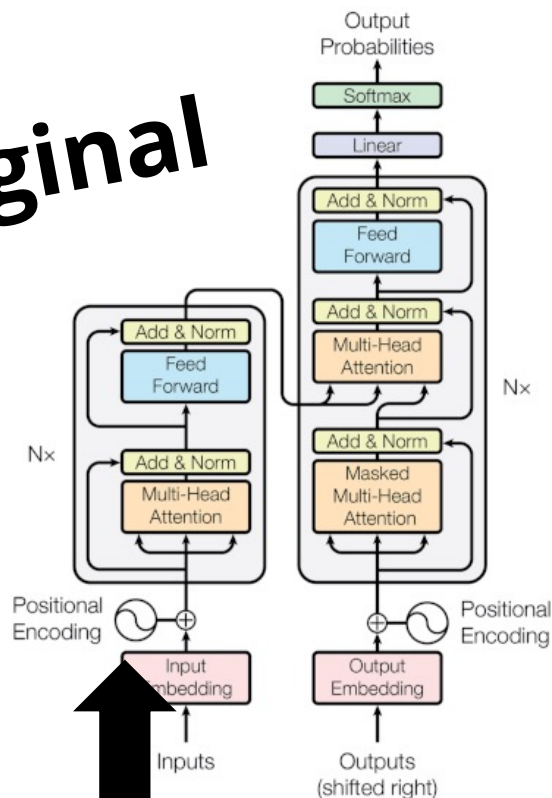 Output
Probabilities
Softmax
Linear
ginal
Add & Norm
Feed
Forward
Add & Norm
Multi-Head
Attention
N×
Add & Norm
Masked
Multi-Head
Attention
Add & Norm
Feed
Forward
N×
Add & Norm
Multi-Head
Attention
Positional
Encoding
Positional
Encoding
Input
mbedding
Output
Embedding
Inputs
Outputs
(shifted right)